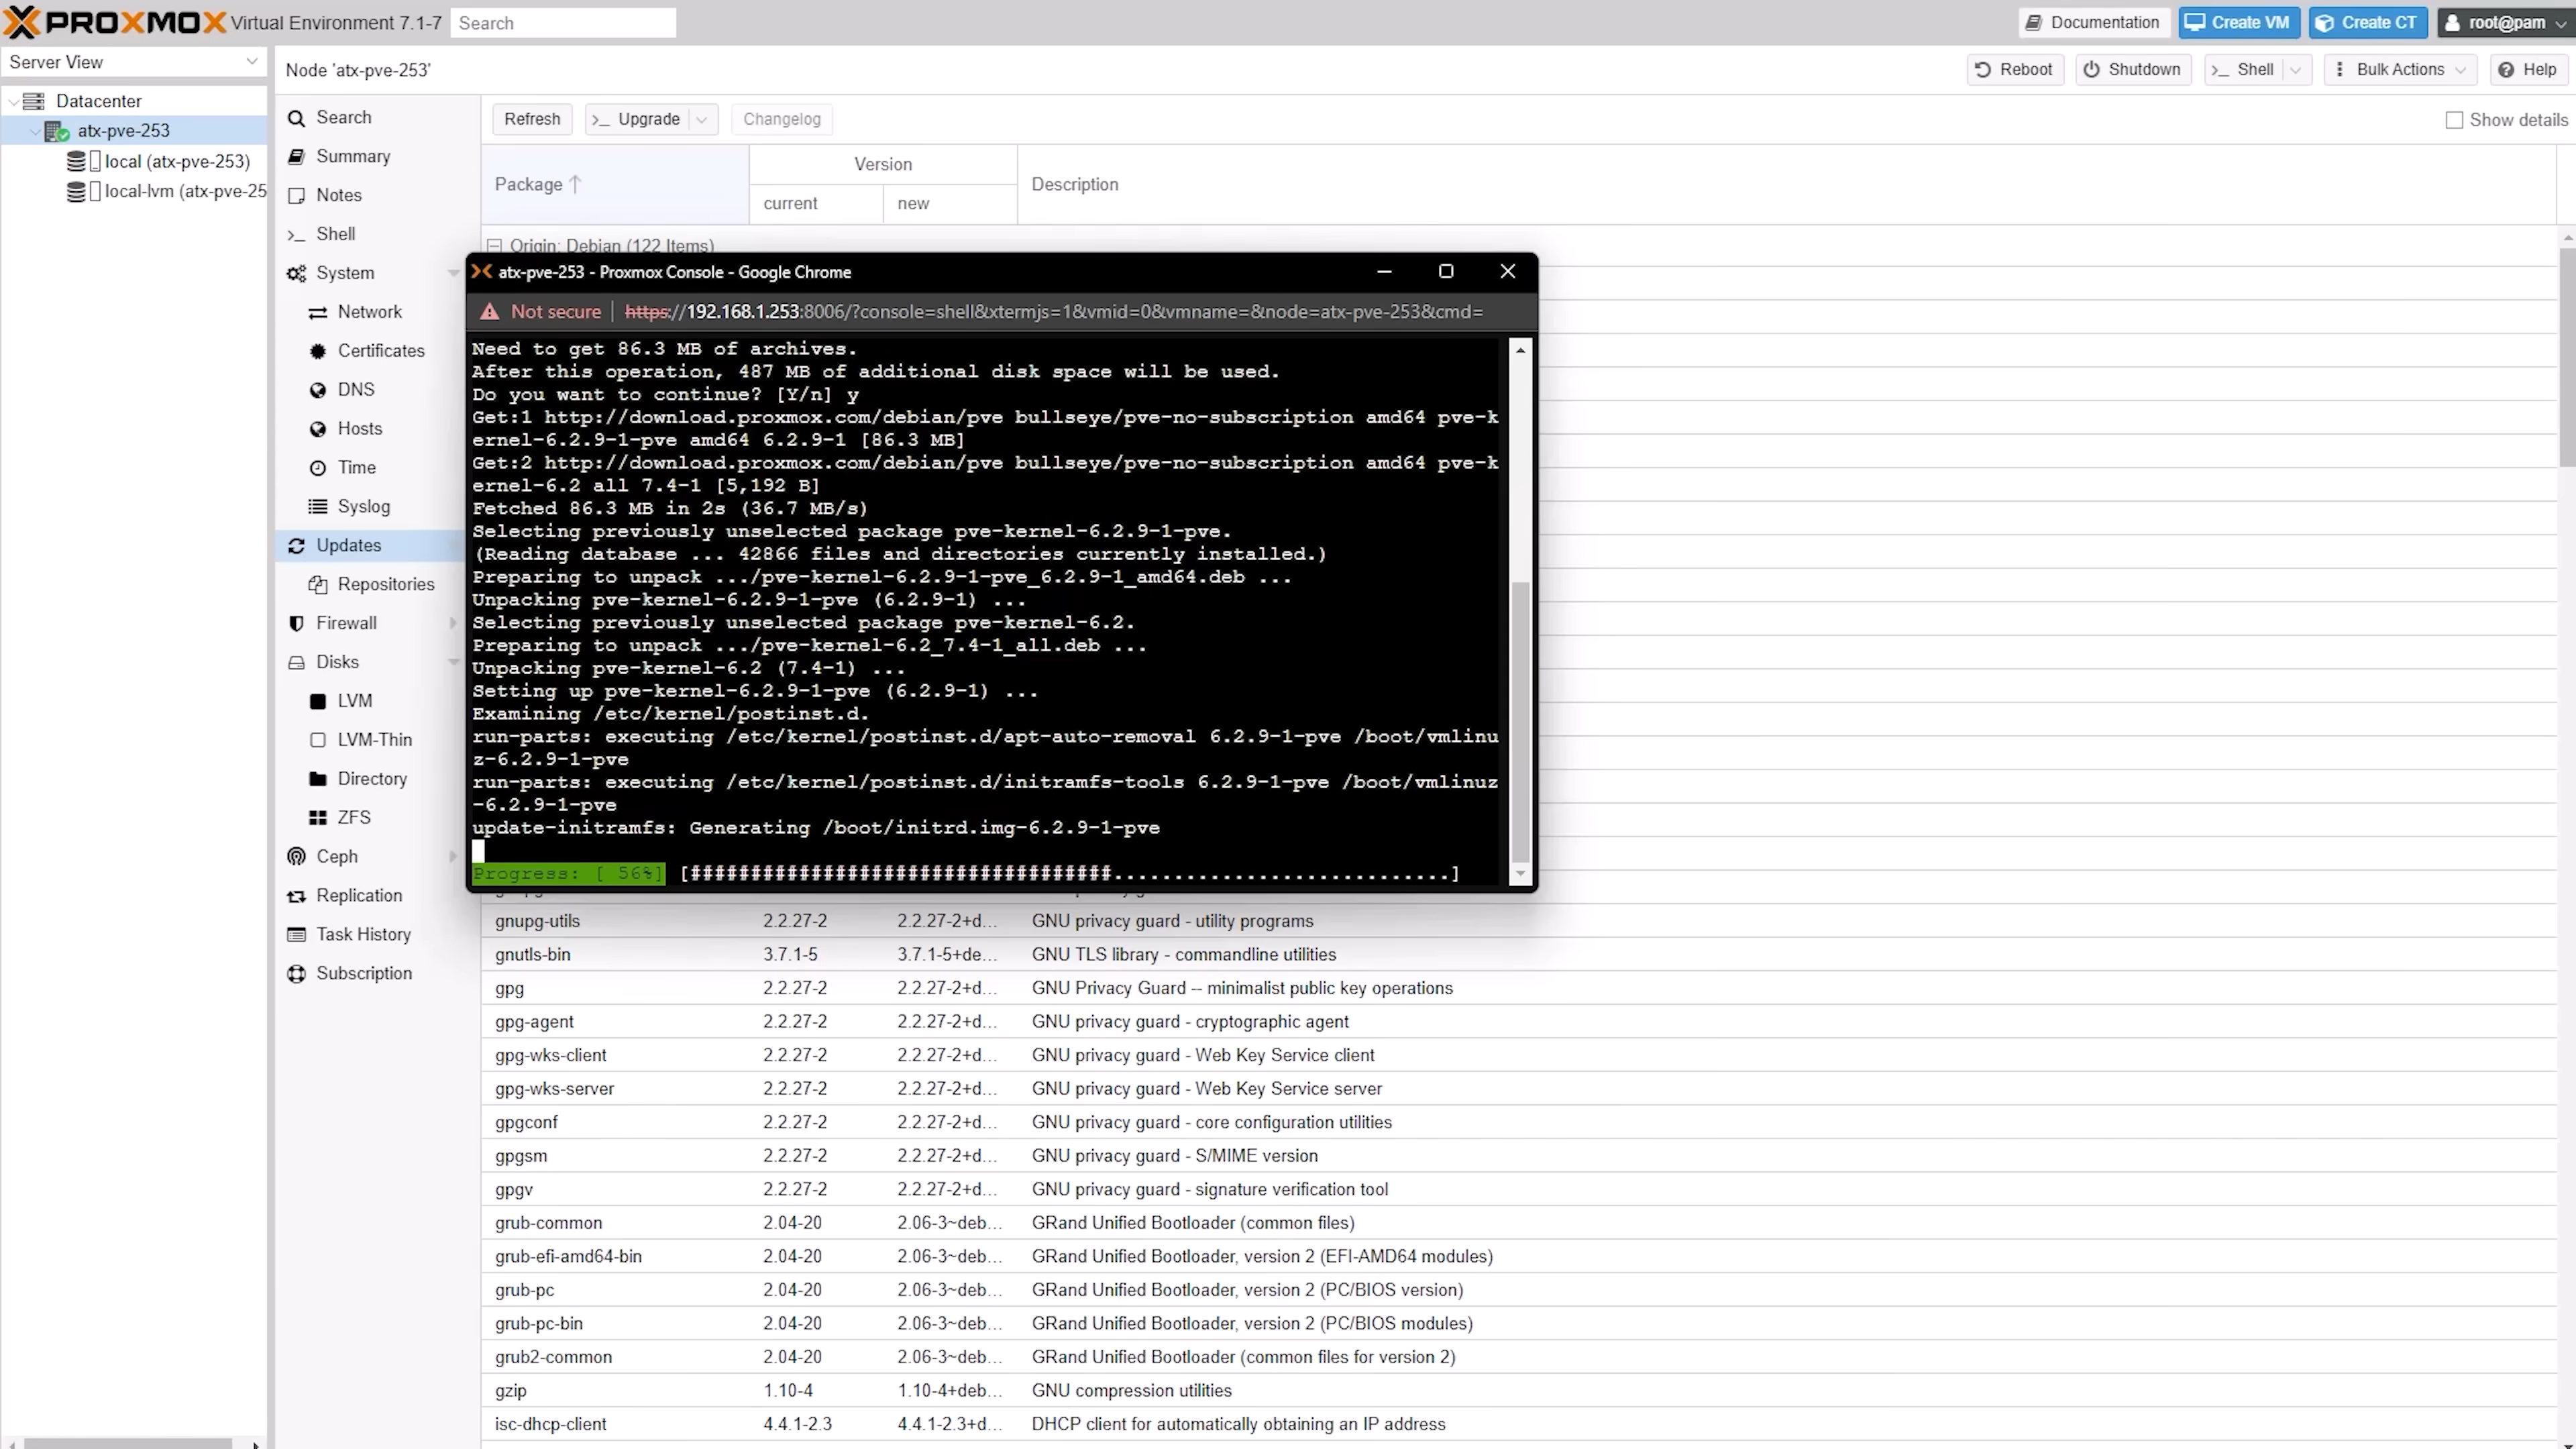 PROXMOX Virtual Environment 7.1-7 Search Documentation Create VM Create CT root@pam
Server View
Node 'atx-pve-253' Reboot Shutdown >_ Shell Bulk Actions Help
Datacenter
atx-pve-253
local (atx-pve-253)
local-lvm (atx-pve-25
Search
Summary
Notes
>_ Shell
System
Network
Certificates
DNS
Hosts
Time
Syslog
Updates
Repositories
Firewall
Disks
LVM
LVM-Thin
Directory
ZFS
Ceph
Replication
Task History
Subscription
Refresh >_ Upgrade Changelog Show details
Package Version Description
current new
Origin: Debian (122 Items)
atx-pve-253 - Proxmox Console - Google Chrome
Not secure https://192.168.1.253:8006/?console=shell&xtermjs=1&vmid=0&vmname=&node=atx-pve-253&cmd=
Need to get 86.3 MB of archives.
After this operation, 487 MB of additional disk space will be used.
Do you want to continue? [Y/n] y
Get:1 http://download.proxmox.com/debian/pve bullseye/pve-no-subscription amd64 pve-k
ernel-6.2.9-1-pve amd64 6.2.9-1 [86.3 MB]
Get:2 http://download.proxmox.com/debian/pve bullseye/pve-no-subscription amd64 pve-k
ernel-6.2 all 7.4-1 [5,192 B]
Fetched 86.3 MB in 2s (36.7 MB/s)
Selecting previously unselected package pve-kernel-6.2.9-1-pve.
(Reading database ... 42866 files and directories currently installed.)
Preparing to unpack .../pve-kernel-6.2.9-1-pve_6.2.9-1_amd64.deb ...
Unpacking pve-kernel-6.2.9-1-pve (6.2.9-1) ...
Selecting previously unselected package pve-kernel-6.2.
Preparing to unpack .../pve-kernel-6.2_7.4-1_all.deb ...
Unpacking pve-kernel-6.2 (7.4-1) ...
Setting up pve-kernel-6.2.9-1-pve (6.2.9-1) ...
Examining /etc/kernel/postinst.d.
run-parts: executing /etc/kernel/postinst.d/apt-auto-removal 6.2.9-1-pve /boot/vmlinu
z-6.2.9-1-pve
run-parts: executing /etc/kernel/postinst.d/initramfs-tools 6.2.9-1-pve /boot/vmlinuz
-6.2.9-1-pve
update-initramfs: Generating /boot/initrd.img-6.2.9-1-pve
Progress: [ 56%] [###################################............................]
gnupg-utils 2.2.27-2 2.2.27-2+d... GNU privacy guard - utility programs
gnutls-bin 3.7.1-5 3.7.1-5+de... GNU TLS library - commandline utilities
gpg 2.2.27-2 2.2.27-2+d... GNU Privacy Guard -- minimalist public key operations
gpg-agent 2.2.27-2 2.2.27-2+d... GNU privacy guard - cryptographic agent
gpg-wks-client 2.2.27-2 2.2.27-2+d... GNU privacy guard - Web Key Service client
gpg-wks-server 2.2.27-2 2.2.27-2+d... GNU privacy guard - Web Key Service server
gpgconf 2.2.27-2 2.2.27-2+d... GNU privacy guard - core configuration utilities
gpgsm 2.2.27-2 2.2.27-2+d... GNU privacy guard - S/MIME version
gpgv 2.2.27-2 2.2.27-2+d... GNU privacy guard - signature verification tool
grub-common 2.04-20 2.06-3~deb... GRand Unified Bootloader (common files)
grub-efi-amd64-bin 2.04-20 2.06-3~deb... GRand Unified Bootloader, version 2 (EFI-AMD64 modules)
grub-pc 2.04-20 2.06-3~deb... GRand Unified Bootloader, version 2 (PC/BIOS version)
grub-pc-bin 2.04-20 2.06-3~deb... GRand Unified Bootloader, version 2 (PC/BIOS modules)
grub2-common 2.04-20 2.06-3~deb... GRand Unified Bootloader (common files for version 2)
gzip 1.10-4 1.10-4+deb... GNU compression utilities
isc-dhcp-client 4.4.1-2.3 4.4.1-2.3+d... DHCP client for automatically obtaining an IP address